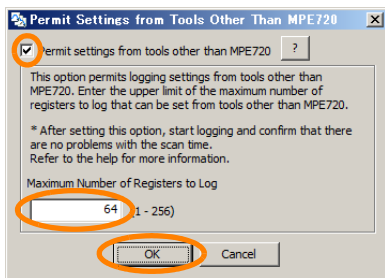 Permit Settings from Tools Other Than MPE720
Permit settings from tools other than MPE720 ?
This option permits logging settings from tools other than
MPE720. Enter the upper limit of the maximum number of
registers to log that can be set from tools other than MPE720.
* After setting this option, start logging and confirm that there
are no problems with the scan time.
Refer to the help for more information.
Maximum Number of Registers to Log
64 (1 - 256)
OK Cancel